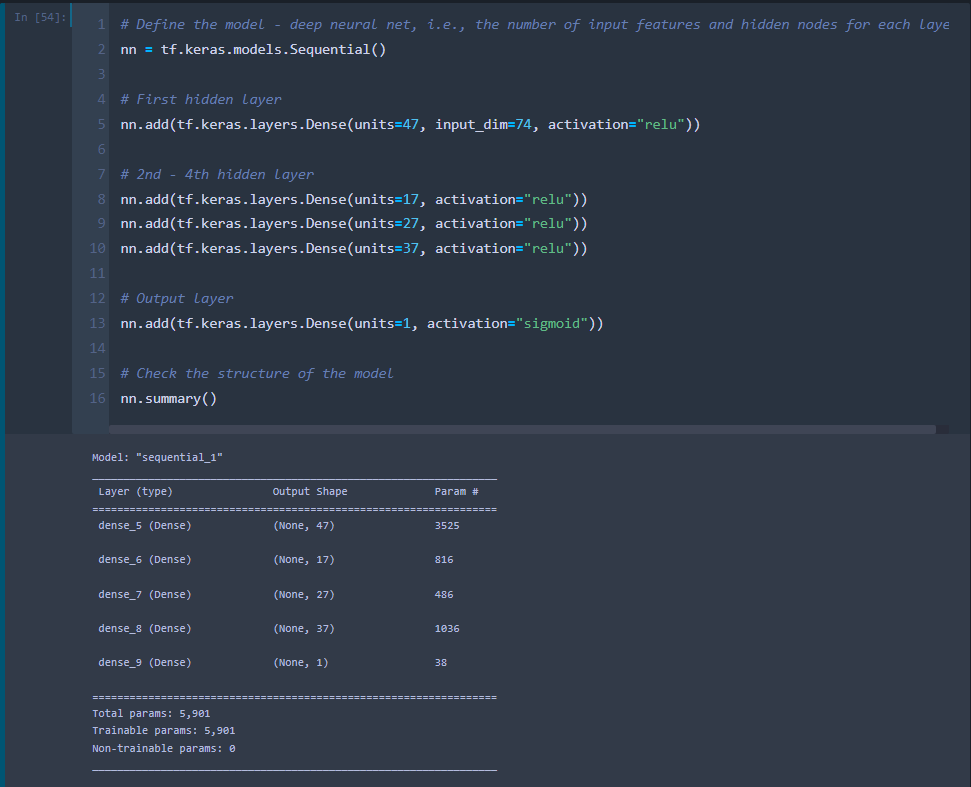 In [54]:
1 # Define the model - deep neural net, i.e., the number of input features and hidden nodes for each laye
2 nn = tf.keras.models.Sequential()
3
4 # First hidden layer
5 nn.add(tf.keras.layers.Dense(units=47, input_dim=74, activation="relu"))
6
7 # 2nd - 4th hidden layer
8 nn.add(tf.keras.layers.Dense(units=17, activation="relu"))
9 nn.add(tf.keras.layers.Dense(units=27, activation="relu"))
10 nn.add(tf.keras.layers.Dense(units=37, activation="relu"))
11
12 # Output layer
13 nn.add(tf.keras.layers.Dense(units=1, activation="sigmoid"))
14
15 # Check the structure of the model
16 nn.summary()
Model: "sequential_1"
_________________________________________________________________
Layer (type) Output Shape Param #
=================================================================
dense_5 (Dense) (None, 47) 3525
dense_6 (Dense) (None, 17) 816
dense_7 (Dense) (None, 27) 486
dense_8 (Dense) (None, 37) 1036
dense_9 (Dense) (None, 1) 38
=================================================================
Total params: 5,901
Trainable params: 5,901
Non-trainable params: 0
_________________________________________________________________